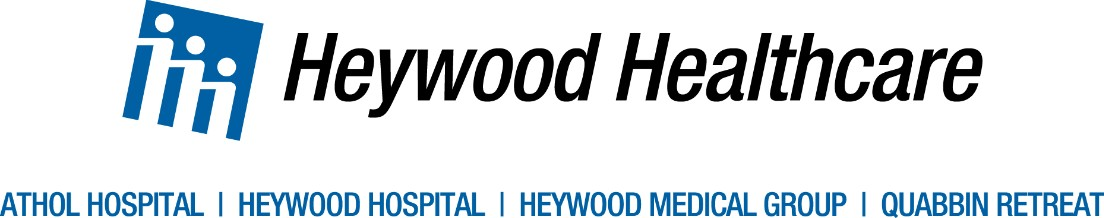 Heywood Healthcare
ATHOL HOSPITAL | HEYWOOD HOSPITAL | HEYWOOD MEDICAL GROUP | QUABBIN RETREAT